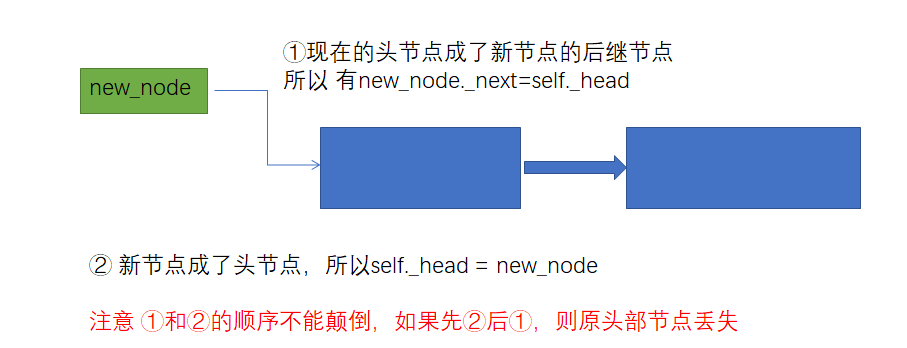 ①现在的头节点成了新节点的后继节点
所以 有new_node._next=self._head
new_node
② 新节点成了头节点，所以self._head = new_node
注意 ①和②的顺序不能颠倒，如果先②后①，则原头部节点丢失